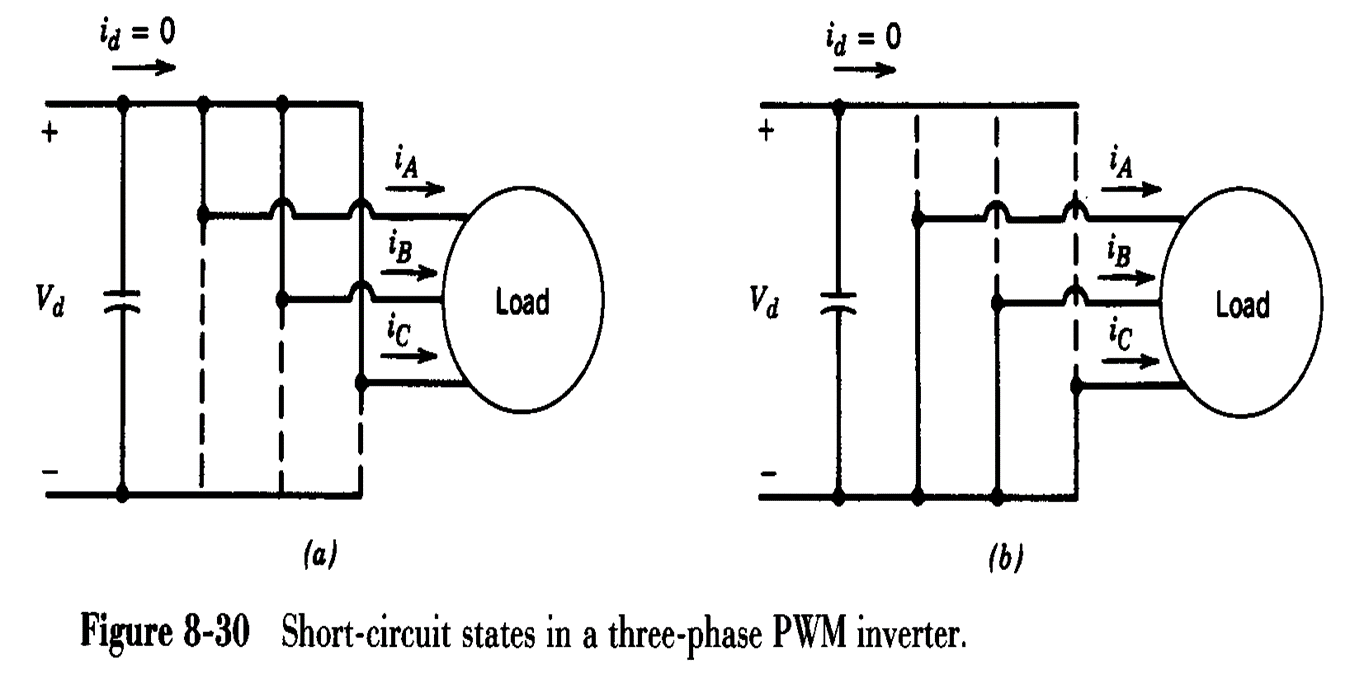 i_d = 0
+
i_A
i_B
V_d
Load
i_C
−
(a)
i_d = 0
+
i_A
i_B
V_d
Load
i_C
−
(b)
Figure 8-30 Short-circuit states in a three-phase PWM inverter.